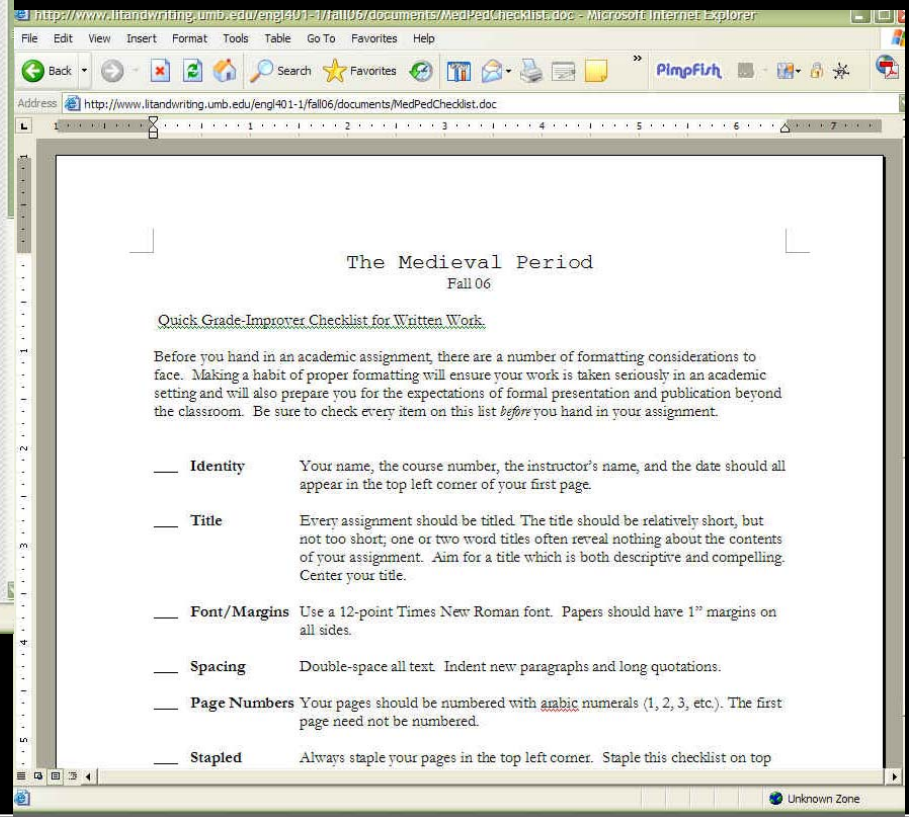 http://www.litandwriting.umb.edu/engl401-1/fall06/documents/MedPedChecklist.doc - Microsoft Internet Explorer
File Edit View Insert Format Tools Table Go To Favorites Help
Back Search Favorites » PimpFish
Address http://www.litandwriting.umb.edu/engl401-1/fall06/documents/MedPedChecklist.doc
1 1 2 3 4 5 6 7
The Medieval Period
Fall 06
Quick Grade-Improver Checklist for Written Work.
Before you hand in an academic assignment, there are a number of formatting considerations to
face. Making a habit of proper formatting will ensure your work is taken seriously in an academic
setting and will also prepare you for the expectations of formal presentation and publication beyond
the classroom. Be sure to check every item on this list before you hand in your assignment.
___ Identity Your name, the course number, the instructor's name, and the date should all
appear in the top left corner of your first page.
___ Title Every assignment should be titled. The title should be relatively short, but
not too short; one or two word titles often reveal nothing about the contents
of your assignment. Aim for a title which is both descriptive and compelling.
Center your title.
___ Font/Margins Use a 12-point Times New Roman font. Papers should have 1” margins on
all sides.
___ Spacing Double-space all text. Indent new paragraphs and long quotations.
___ Page Numbers Your pages should be numbered with arabic numerals (1, 2, 3, etc.). The first
page need not be numbered.
___ Stapled Always staple your pages in the top left corner. Staple this checklist on top
Unknown Zone